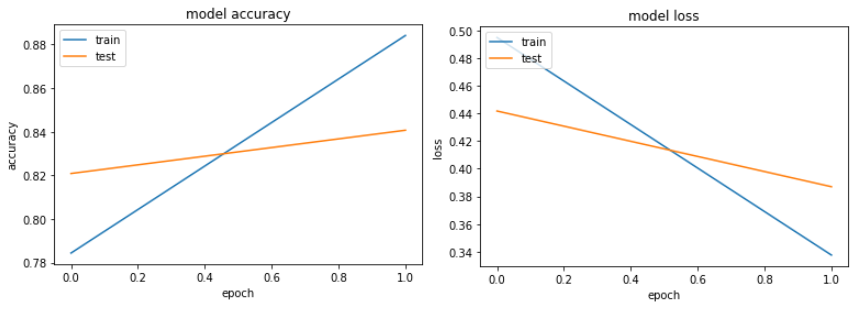 model accuracy
train
test
0.88
0.86
0.84
0.82
0.80
0.78
accuracy
0.0 0.2 0.4 0.6 0.8 1.0
epoch
model loss
train
test
0.50
0.48
0.46
0.44
0.42
0.40
0.38
0.36
0.34
loss
0.0 0.2 0.4 0.6 0.8 1.0
epoch